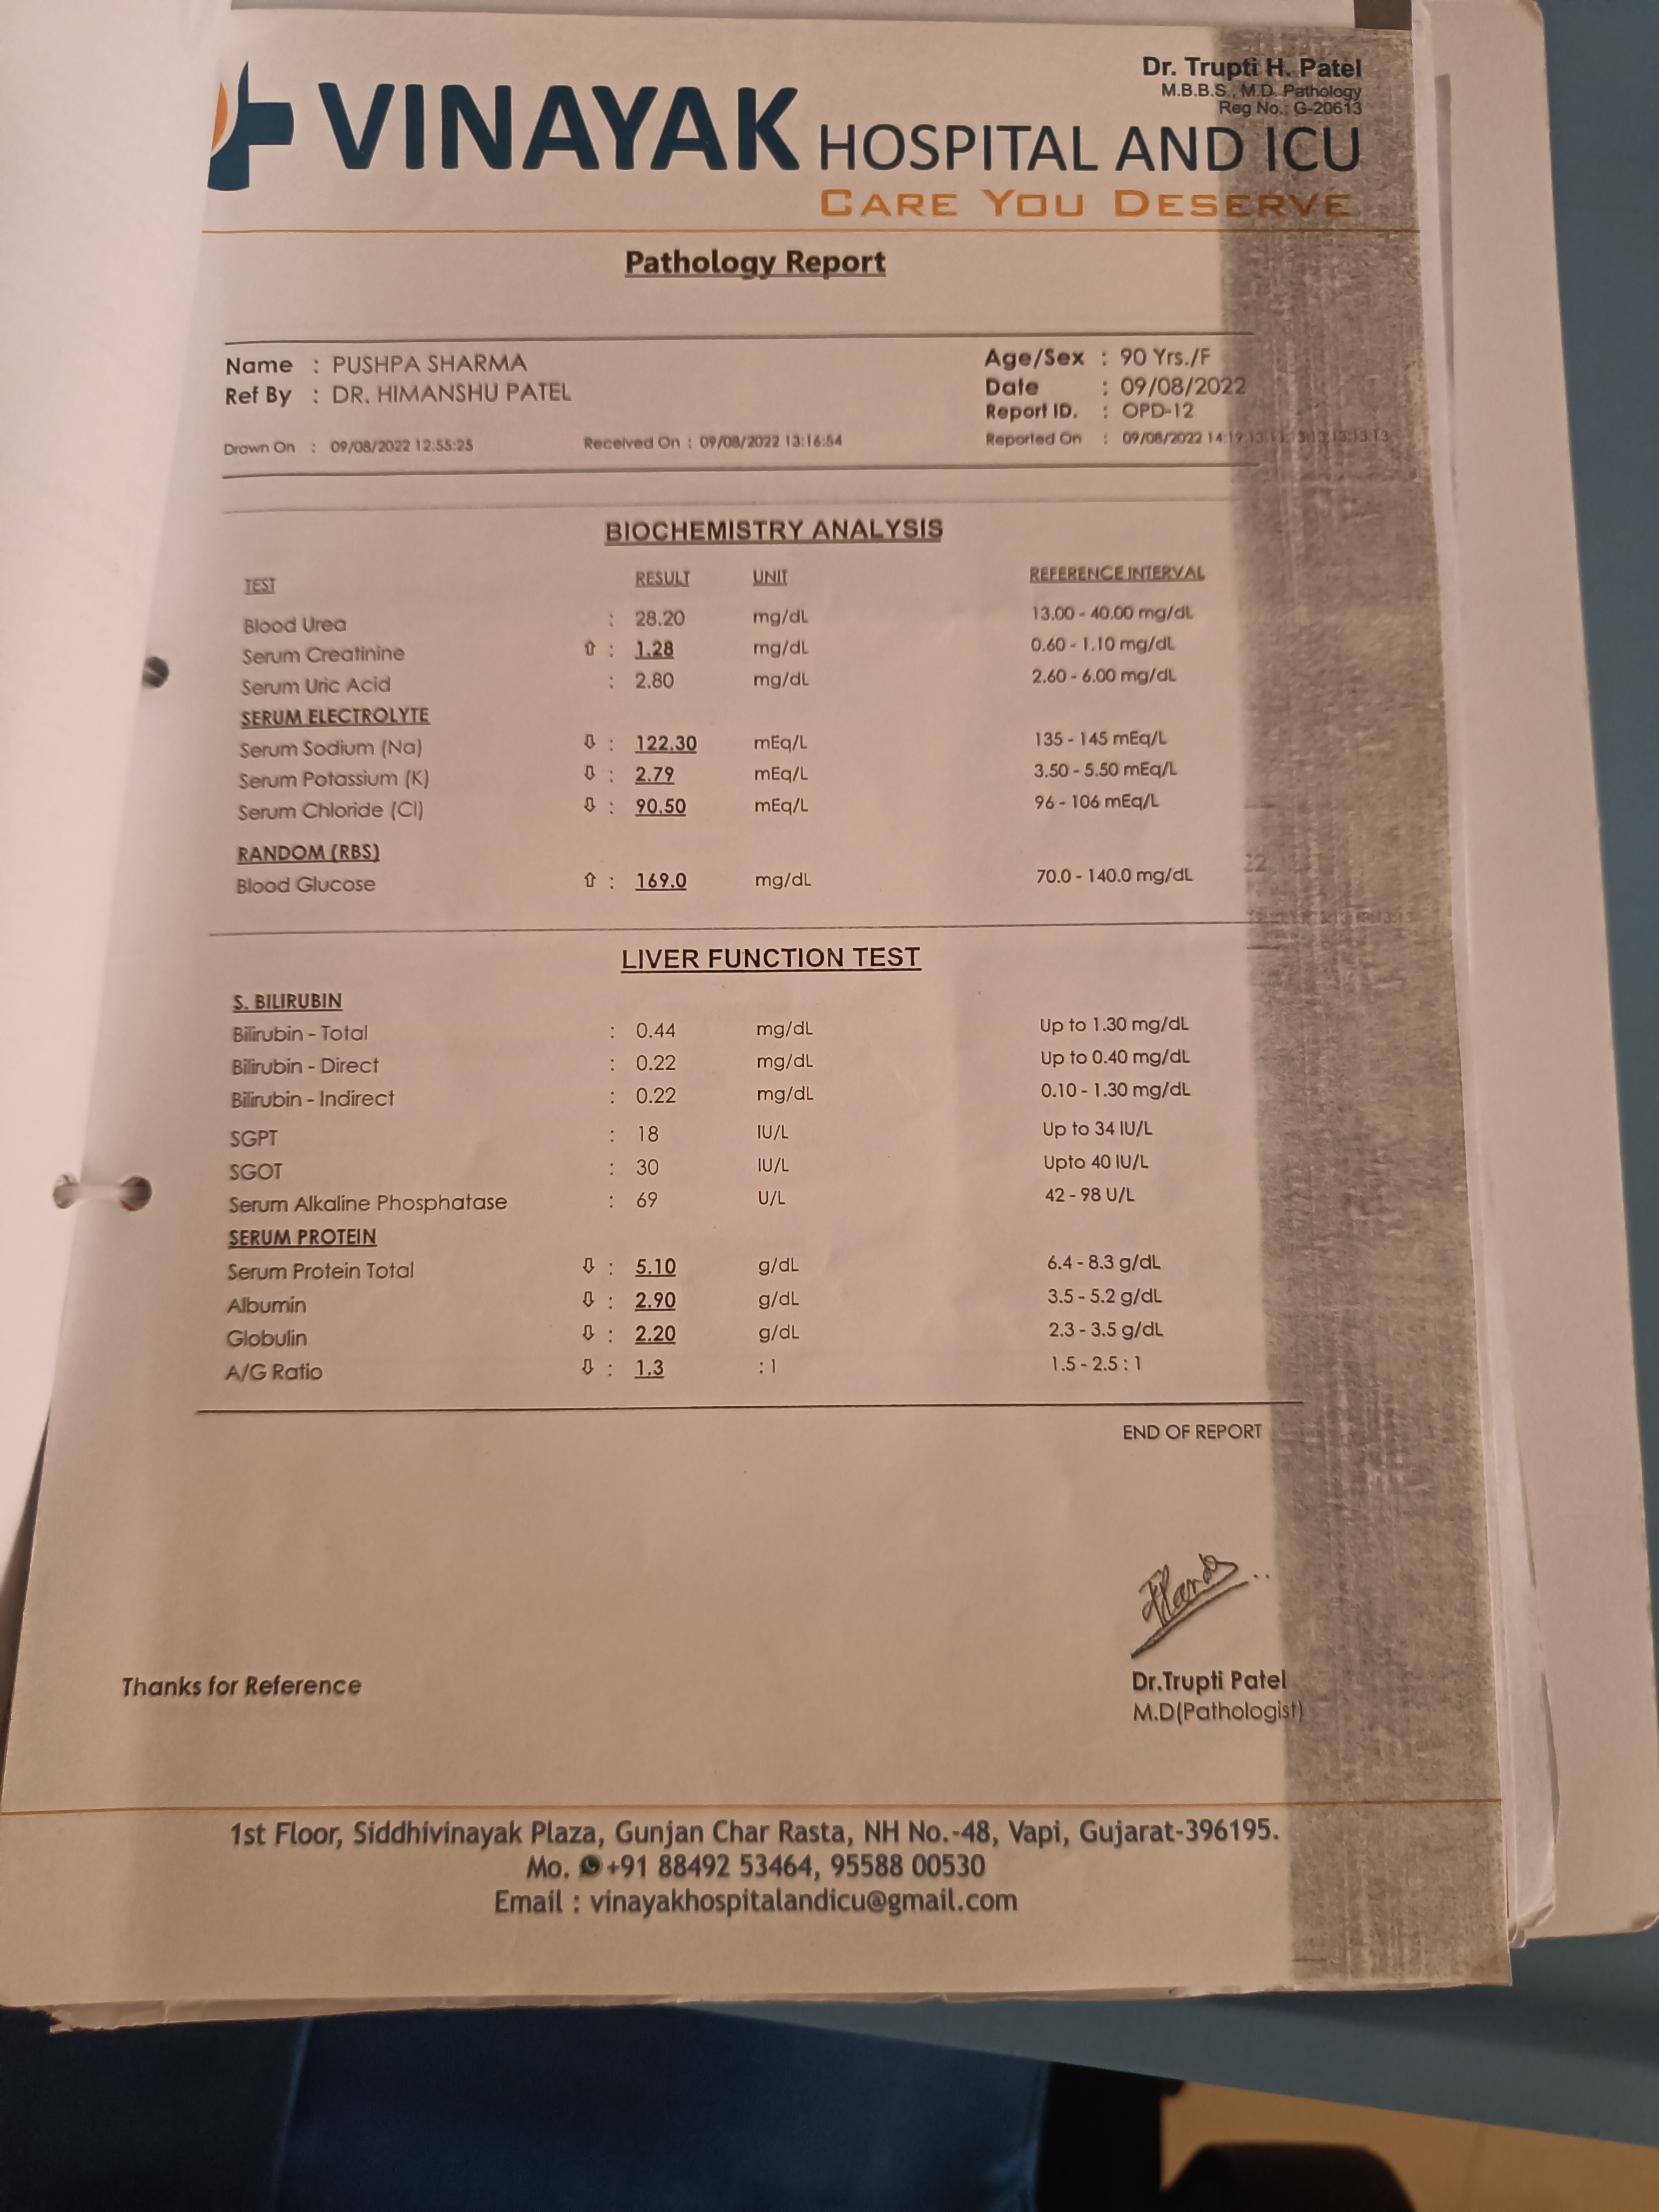 Dr. Trupti H. Patel
M.B.B.S., M.D. Pathology
Reg No.: G-20613
VINAYAK HOSPITAL AND ICU
CARE YOU DESERVE
Pathology Report
Name : PUSHPA SHARMA Age/Sex : 90 Yrs./F
Ref By : DR. HIMANSHU PATEL Date : 09/08/2022
Report ID. : OPD-12
Drawn On : 09/08/2022 12:55:25 Received On : 09/08/2022 13:16:54 Reported On : 09/08/2022 14:19:13
BIOCHEMISTRY ANALYSIS
TEST RESULT UNIT REFERENCE INTERVAL
Blood Urea : 28.20 mg/dL 13.00 - 40.00 mg/dL
Serum Creatinine ⇧ : 1.28 mg/dL 0.60 - 1.10 mg/dL
Serum Uric Acid : 2.80 mg/dL 2.60 - 6.00 mg/dL
SERUM ELECTROLYTE
Serum Sodium (Na) ⇩ : 122.30 mEq/L 135 - 145 mEq/L
Serum Potassium (K) ⇩ : 2.79 mEq/L 3.50 - 5.50 mEq/L
Serum Chloride (Cl) ⇩ : 90.50 mEq/L 96 - 106 mEq/L
RANDOM (RBS)
Blood Glucose ⇧ : 169.0 mg/dL 70.0 - 140.0 mg/dL
LIVER FUNCTION TEST
S. BILIRUBIN
Bilirubin - Total : 0.44 mg/dL Up to 1.30 mg/dL
Bilirubin - Direct : 0.22 mg/dL Up to 0.40 mg/dL
Bilirubin - Indirect : 0.22 mg/dL 0.10 - 1.30 mg/dL
SGPT : 18 IU/L Up to 34 IU/L
SGOT : 30 IU/L Upto 40 IU/L
Serum Alkaline Phosphatase : 69 U/L 42 - 98 U/L
SERUM PROTEIN
Serum Protein Total ⇩ : 5.10 g/dL 6.4 - 8.3 g/dL
Albumin ⇩ : 2.90 g/dL 3.5 - 5.2 g/dL
Globulin ⇩ : 2.20 g/dL 2.3 - 3.5 g/dL
A/G Ratio ⇩ : 1.3 : 1 1.5 - 2.5 : 1
END OF REPORT
Thanks for Reference Dr.Trupti Patel
M.D(Pathologist)
1st Floor, Siddhivinayak Plaza, Gunjan Char Rasta, NH No.-48, Vapi, Gujarat-396195.
Mo. +91 88492 53464, 95588 00530
Email : vinayakhospitalandicu@gmail.com